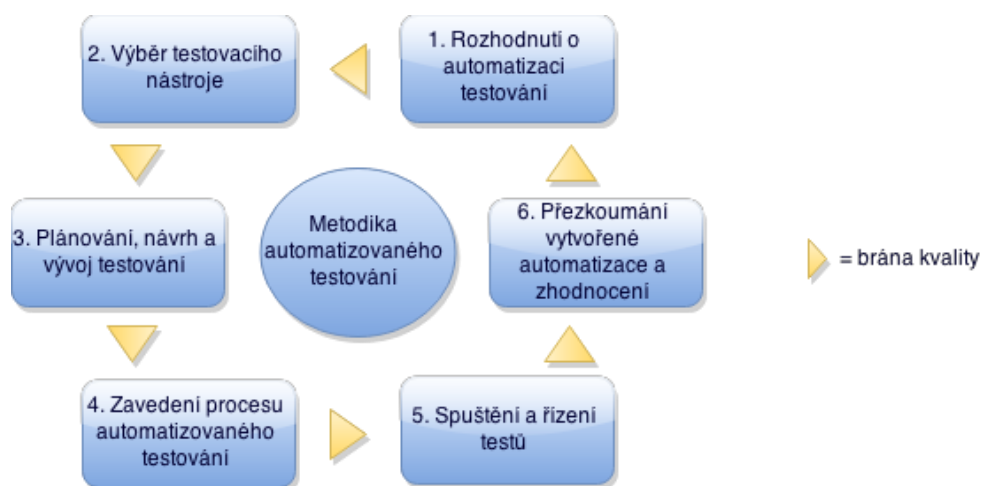 1. Rozhodnutí o
automatizaci
testování
2. Výběr testovacího
nástroje
3. Plánování, návrh a
vývoj testování
4. Zavedení procesu
automatizovaného
testování
5. Spuštění a řízení
testů
6. Přezkoumání
vytvořené
automatizace a
zhodnocení
Metodika
automatizovaného
testování
= brána kvality